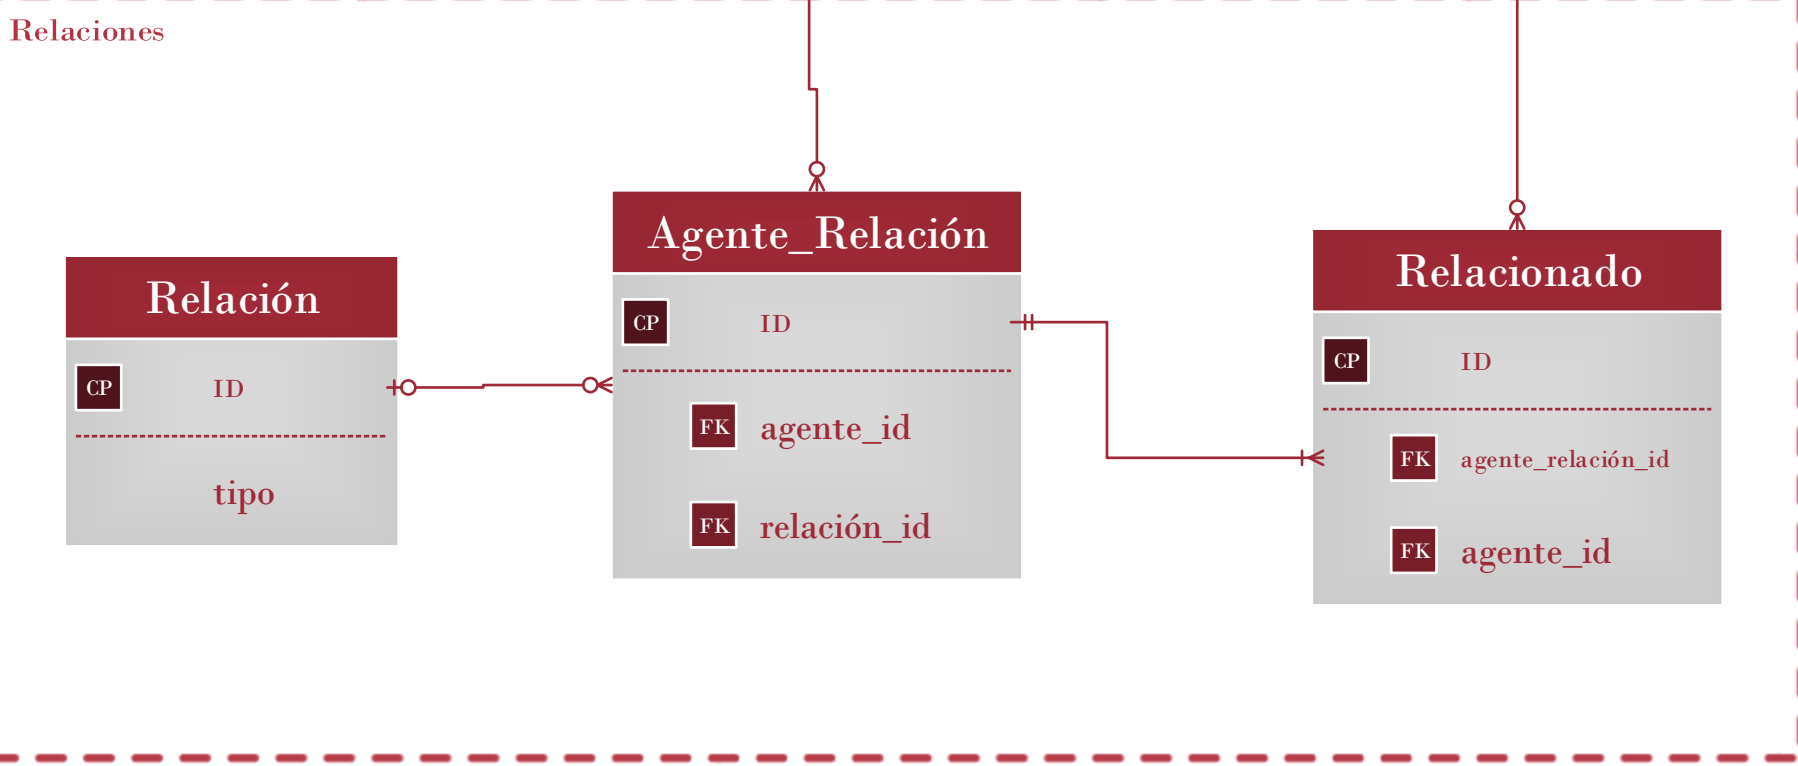 Relaciones
Relación
CP ID
tipo
Agente_Relación
CP ID
FK agente_id
FK relación_id
Relacionado
CP ID
FK agente_relación_id
FK agente_id